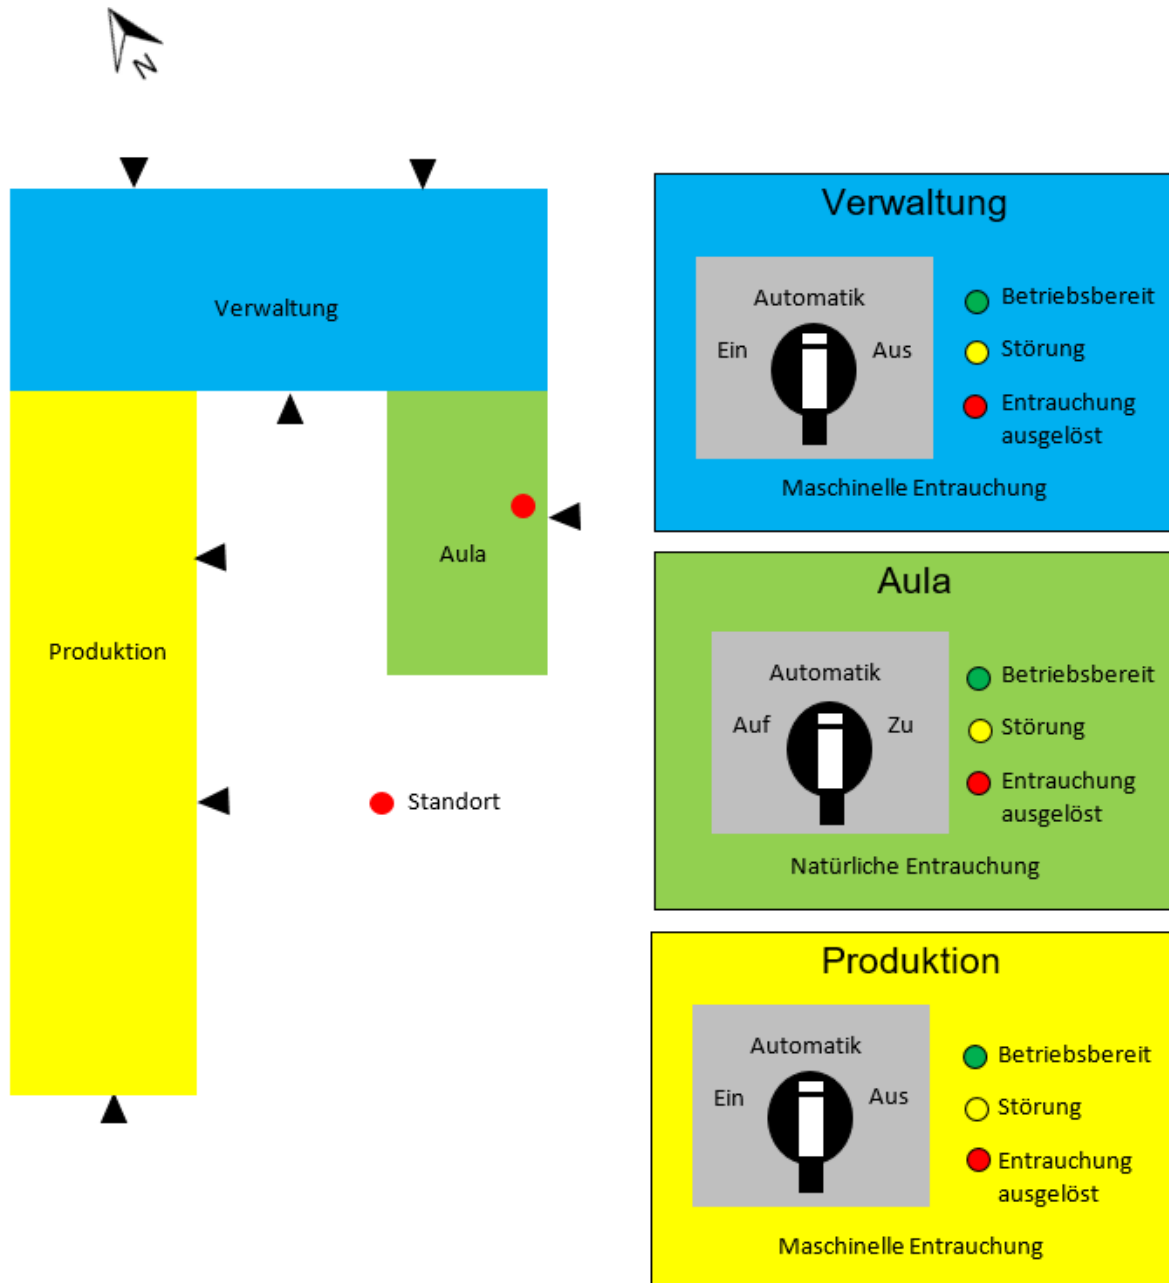 N
Verwaltung
Aula
Produktion
Standort
Verwaltung
Automatik
Ein
Aus
Betriebsbereit
Störung
Entrauchung
ausgelöst
Maschinelle Entrauchung
Aula
Automatik
Auf
Zu
Betriebsbereit
Störung
Entrauchung
ausgelöst
Natürliche Entrauchung
Produktion
Automatik
Ein
Aus
Betriebsbereit
Störung
Entrauchung
ausgelöst
Maschinelle Entrauchung